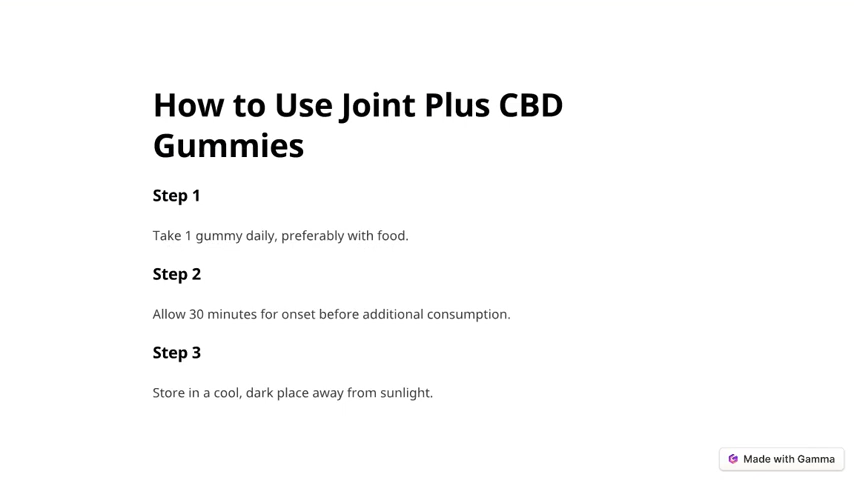 How to Use Joint Plus CBD
Gummies
Step 1
Take 1 gummy daily, preferably with food.
Step 2
Allow 30 minutes for onset before additional consumption.
Step 3
Store in a cool, dark place away from sunlight.
Made with Gamma